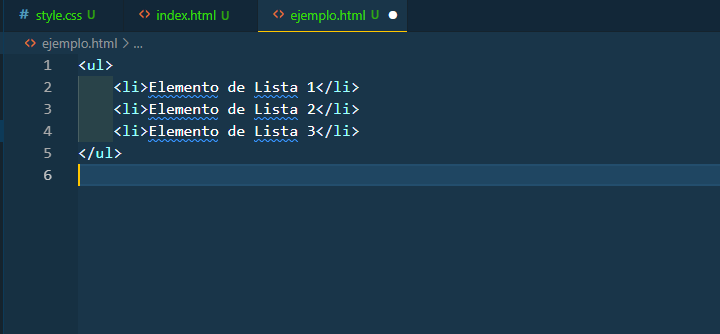 # style.css U <> index.html U <> ejemplo.html U
<> ejemplo.html > ...
1 <ul>
2     <li>Elemento de Lista 1</li>
3     <li>Elemento de Lista 2</li>
4     <li>Elemento de Lista 3</li>
5 </ul>
6